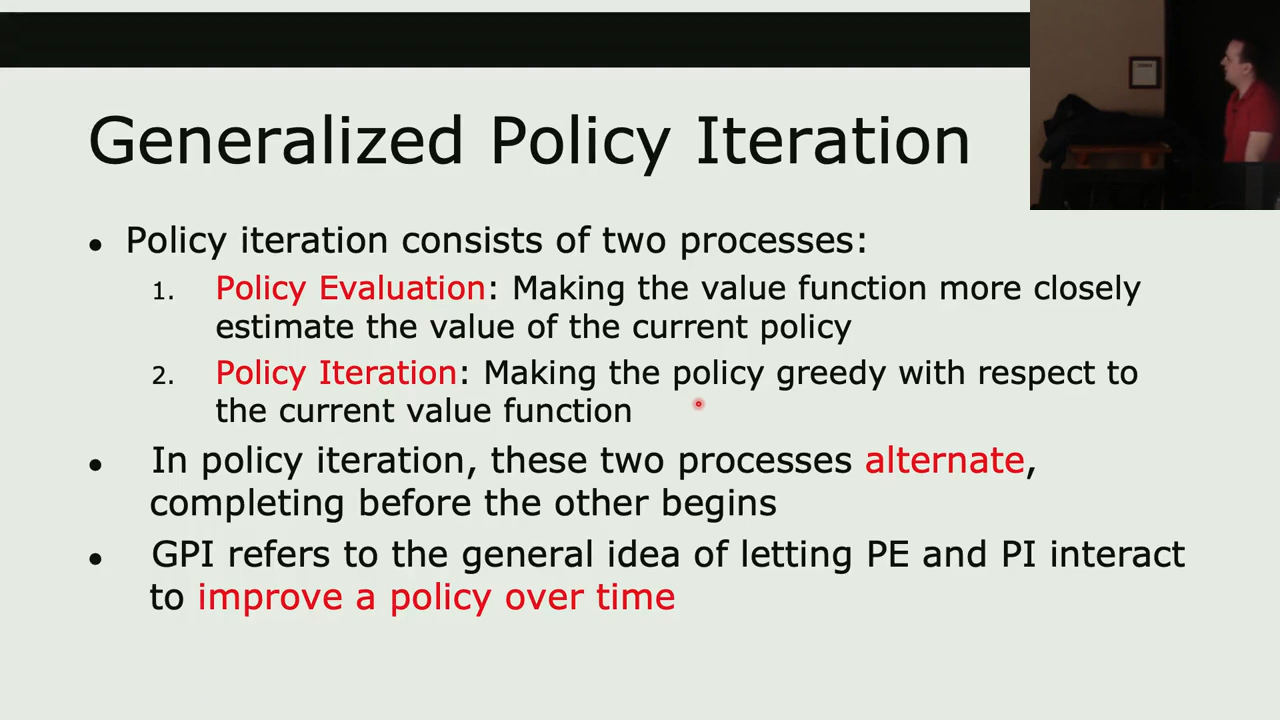 Generalized Policy Iteration
• Policy iteration consists of two processes:
1. Policy Evaluation: Making the value function more closely
estimate the value of the current policy
2. Policy Iteration: Making the policy greedy with respect to
the current value function
• In policy iteration, these two processes alternate,
completing before the other begins
• GPI refers to the general idea of letting PE and PI interact
to improve a policy over time